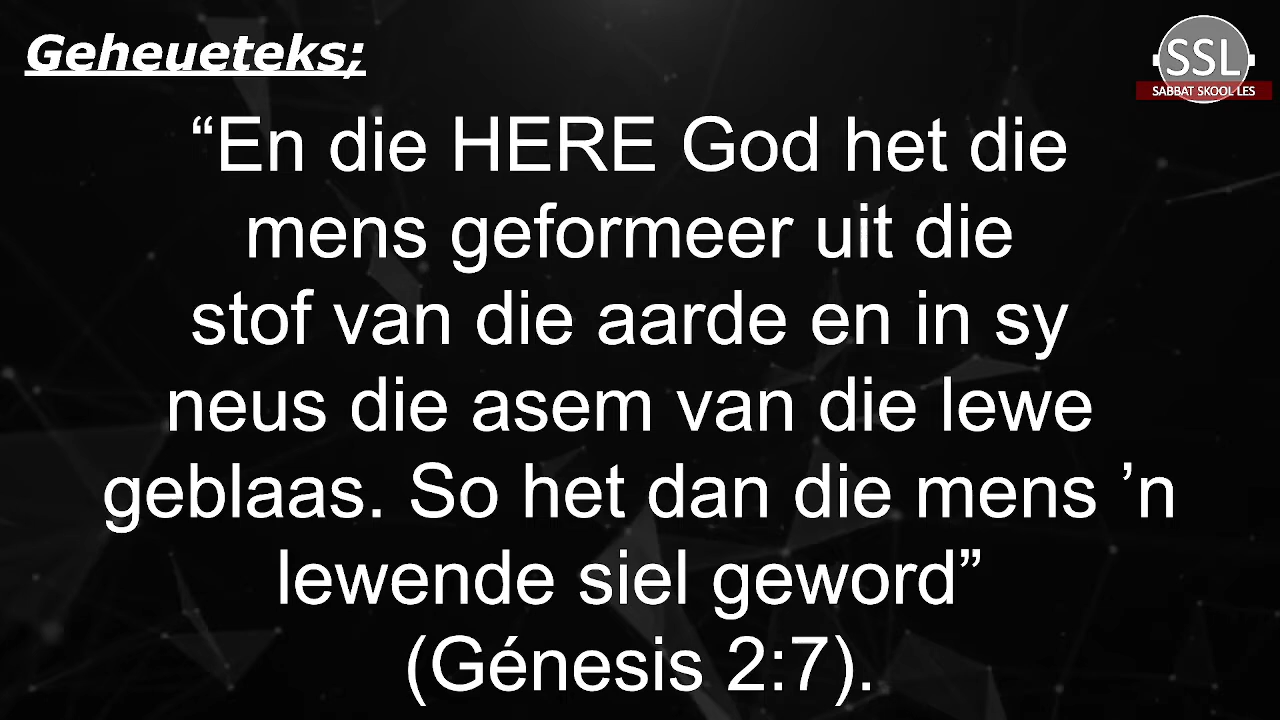 Geheueteks;
SSL
SABBAT SKOOL LES
“En die HERE God het die
mens geformeer uit die
stof van die aarde en in sy
neus die asem van die lewe
geblaas. So het dan die mens ’n
lewende siel geword”
(Génesis 2:7).